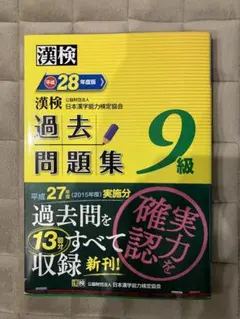 漢検
平成28年度版
漢検 公益財団法人 日本漢字能力検定協会
過去
問題集
9級
平成27年度(2015年度)実施分
過去問を
13回分すべて
収録 新刊!
実力を
確認
漢検 公益財団法人 日本漢字能力検定協会